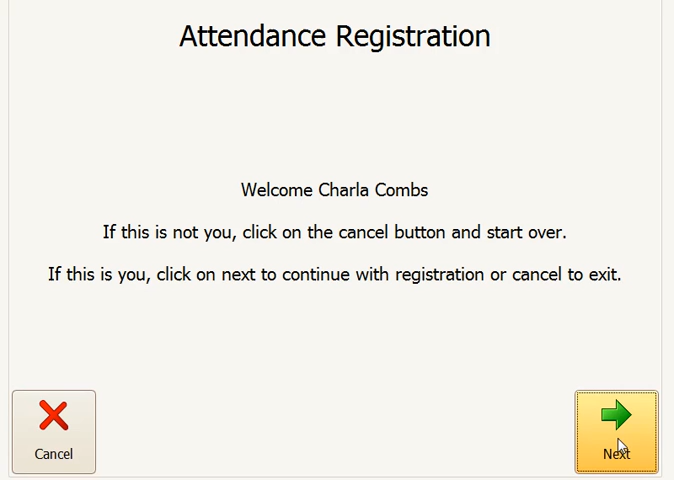 Attendance Registration
Welcome Charla Combs
If this is not you, click on the cancel button and start over.
If this is you, click on next to continue with registration or cancel to exit.
Cancel
Next